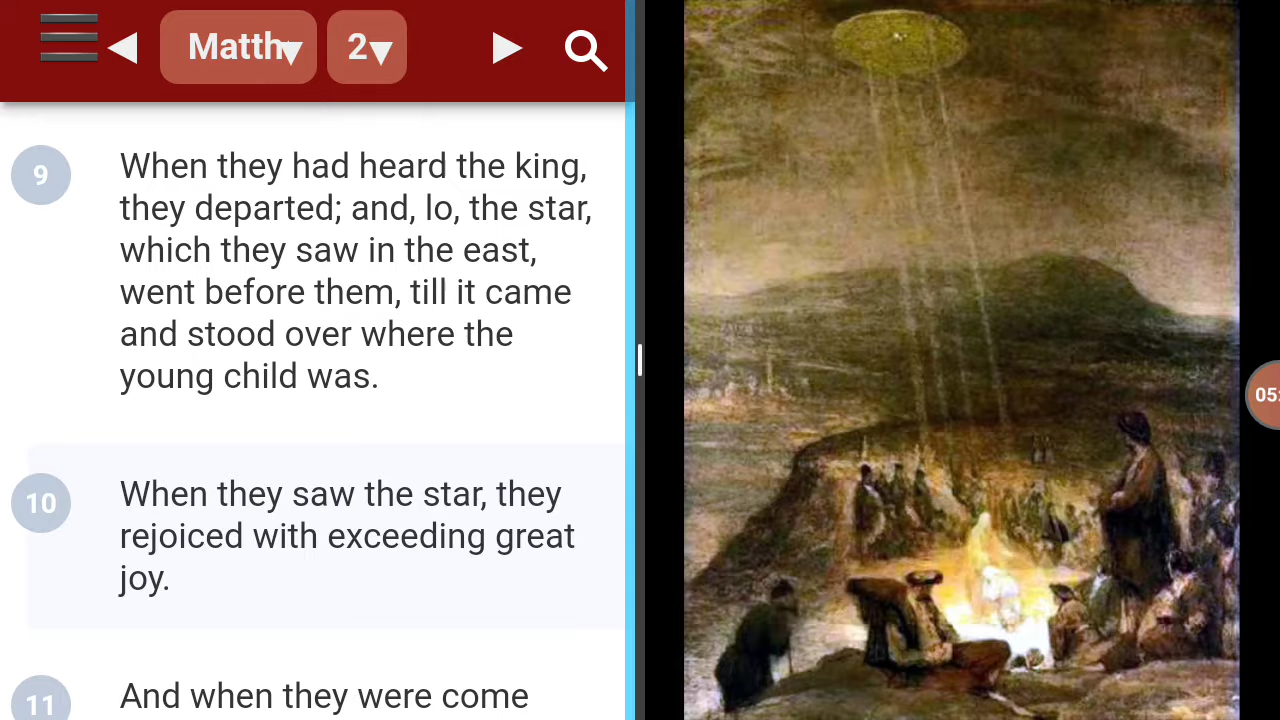 Matth
2
9
When they had heard the king,
they departed; and, lo, the star,
which they saw in the east,
went before them, till it came
and stood over where the
young child was.
10
When they saw the star, they
rejoiced with exceeding great
joy.
11
And when they were come
05: